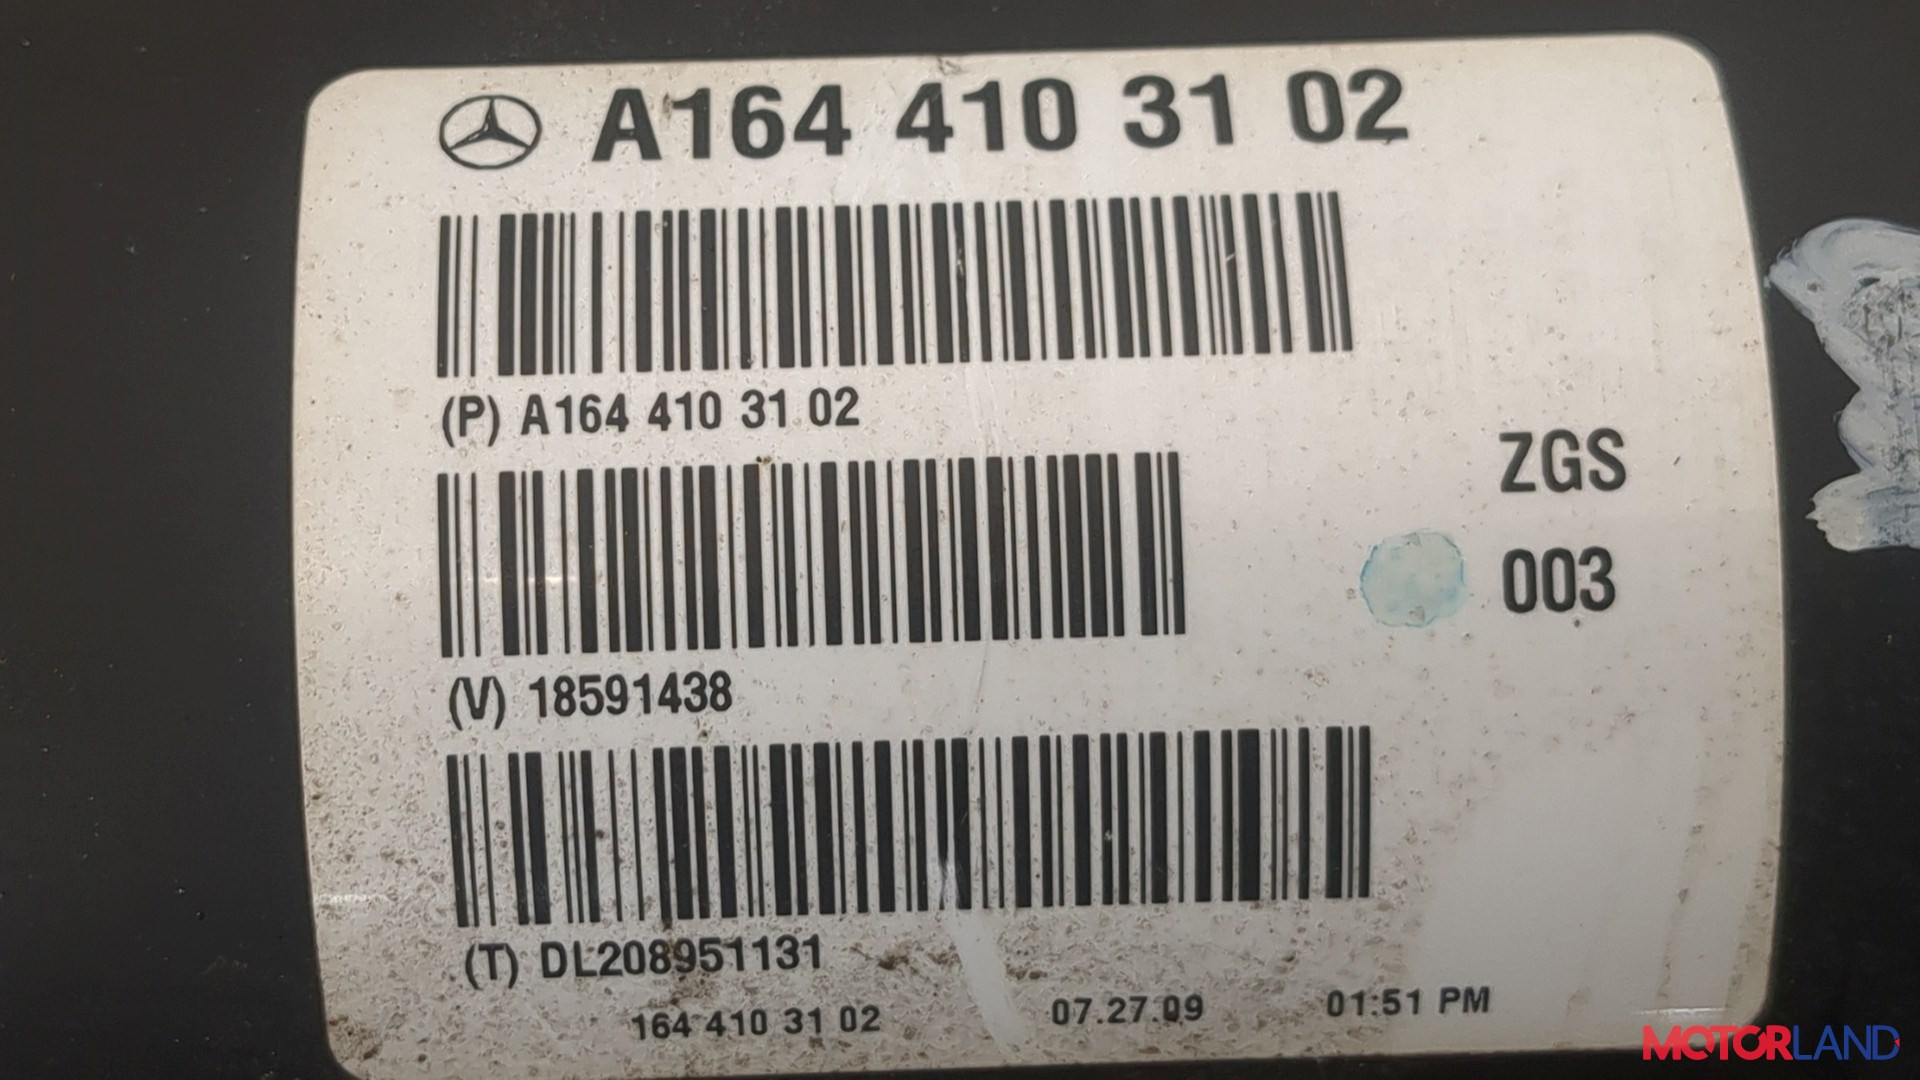 A164 410 31 02
(P) A164 410 31 02
ZGS
003
(V) 18591438
(T) DL208951131
164 410 31 02 07.27.09 01:51 PM
MOTORLAND